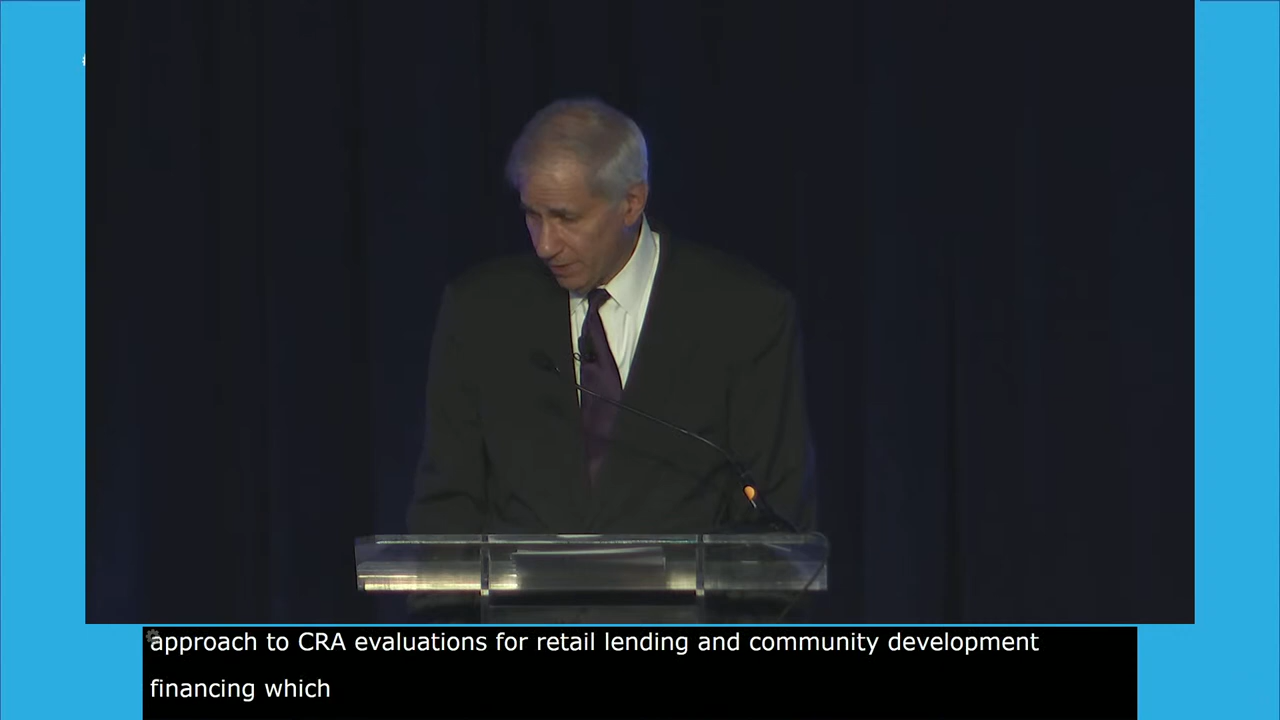 approach to CRA evaluations for retail lending and community development
financing which